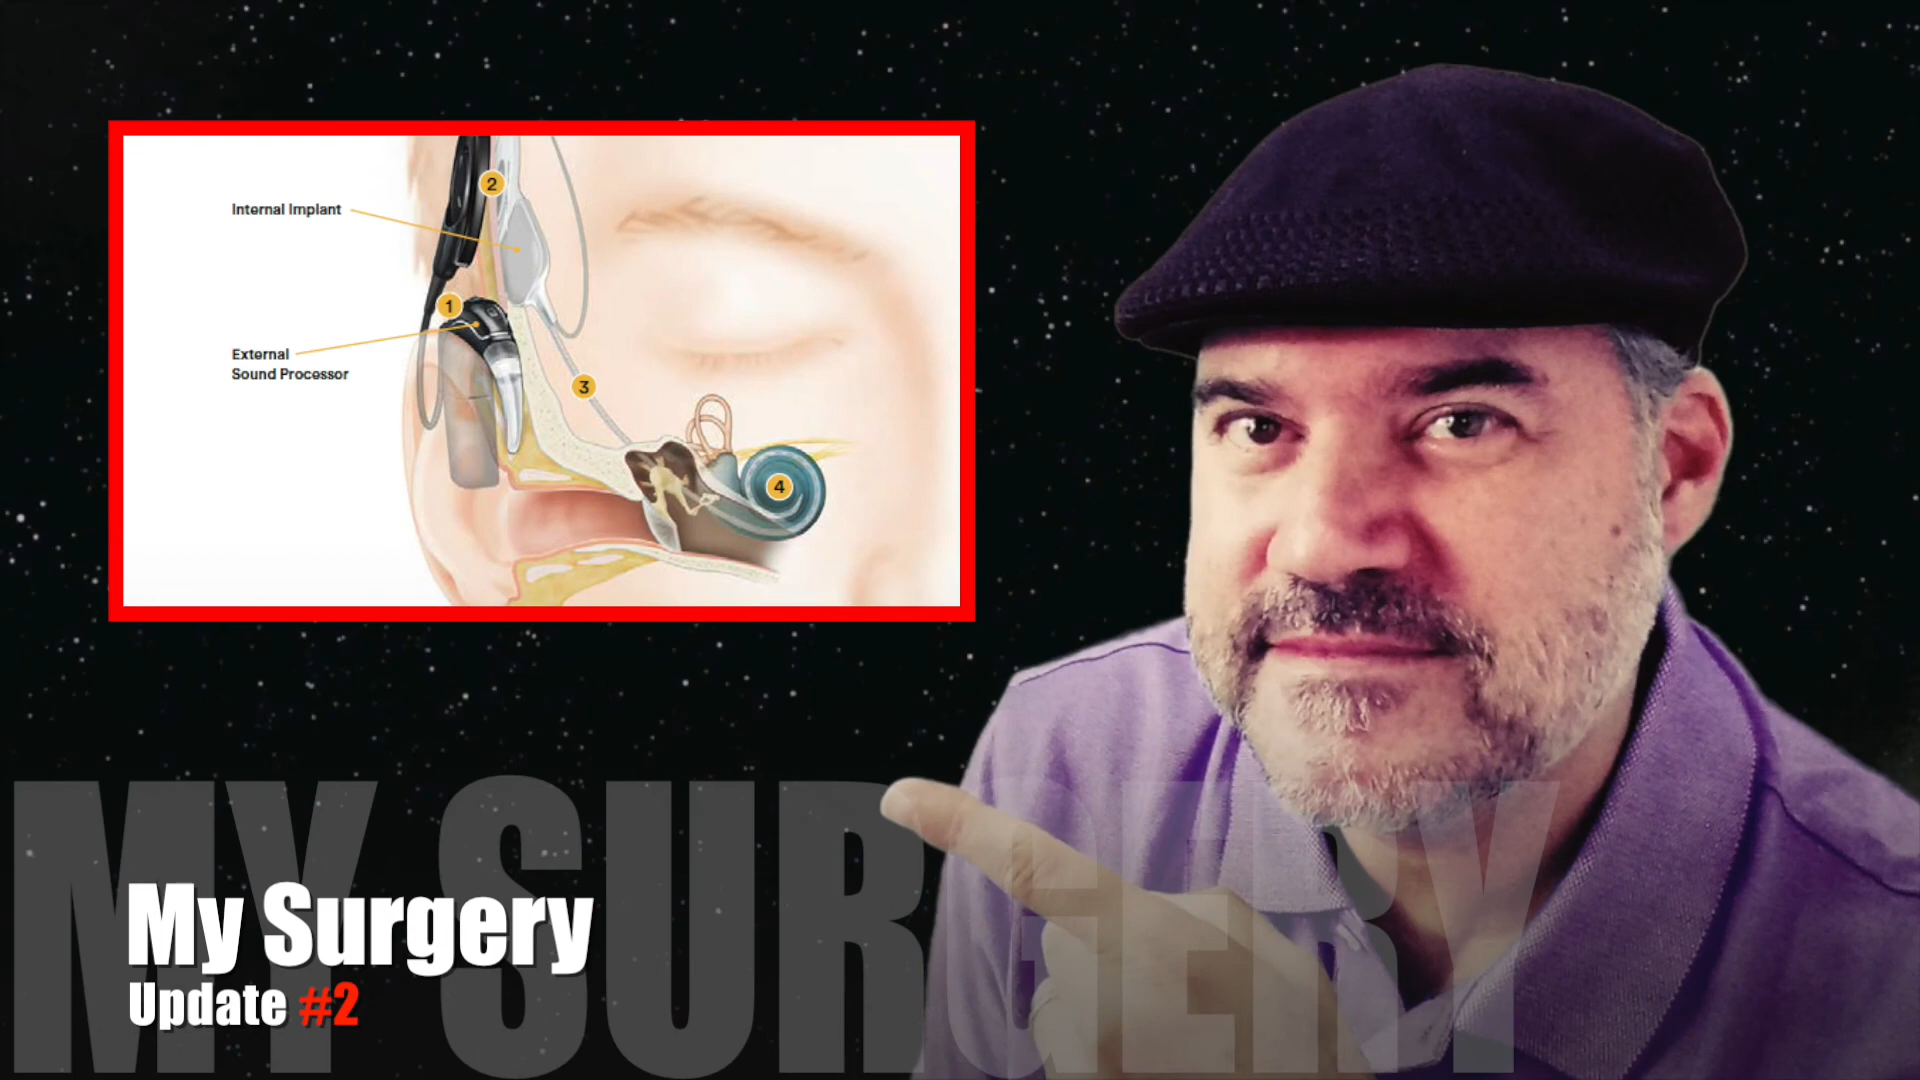 2
Internal Implant
1
External
Sound Processor
3
4
MY SURGERY
My Surgery
Update #2